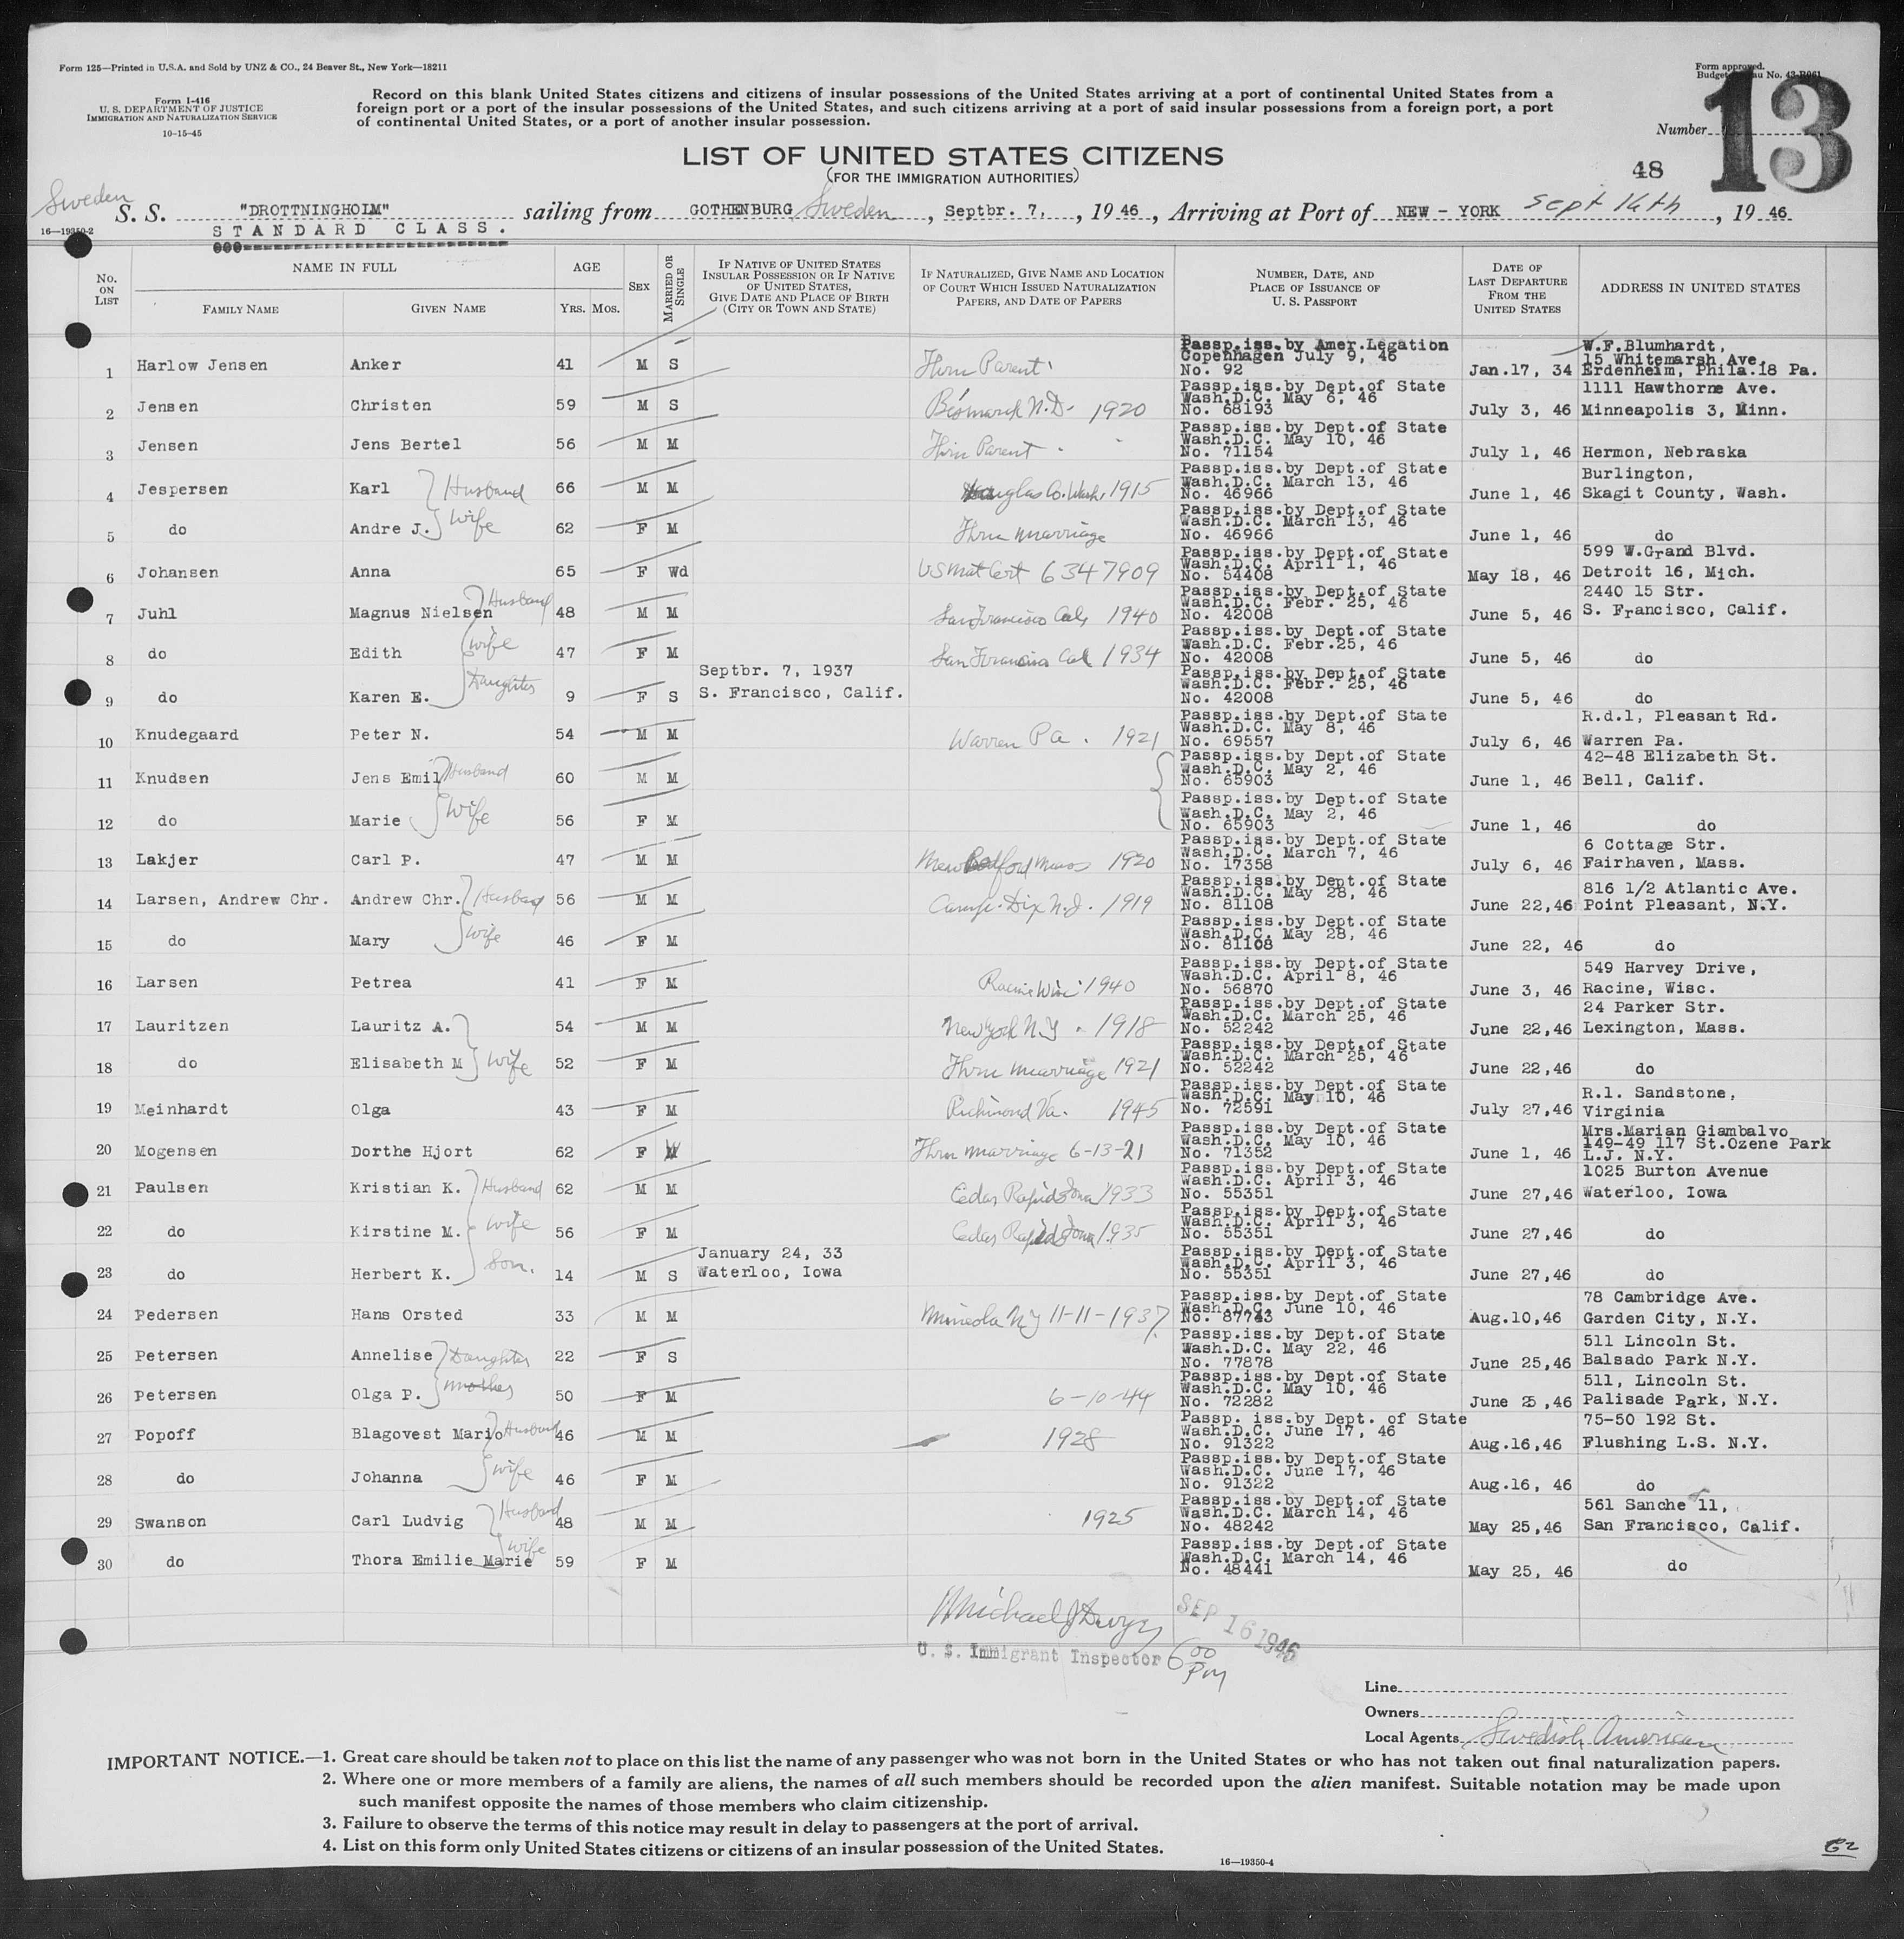 Form 125—Printed in U.S.A. and Sold by UNZ & CO., 24 Beaver St., New York—18211
Form approved.
Budget Bureau No. 43-R061
Form I-416
U. S. DEPARTMENT OF JUSTICE
IMMIGRATION AND NATURALIZATION SERVICE
10-15-45
Record on this blank United States citizens and citizens of insular possessions of the United States arriving at a port of continental United States from a
foreign port or a port of the insular possessions of the United States, and such citizens arriving at a port of said insular possessions from a foreign port, a port
of continental United States, or a port of another insular possession.
Number 13
LIST OF UNITED STATES CITIZENS
(FOR THE IMMIGRATION AUTHORITIES)
48
Sweden
S. S. "DROTTNINGHOLM" sailing from GOTHENBURG Sweden, Septbr. 7, , 19 46, Arriving at Port of NEW - YORK Sept 16th, 19 46
16—19350-2
STANDARD CLASS.
No. ON LIST
NAME IN FULL
FAMILY NAME
GIVEN NAME
AGE
YRS. MOS.
SEX
MARRIED OR SINGLE
IF NATIVE OF UNITED STATES INSULAR POSSESSION OR IF NATIVE OF UNITED STATES, GIVE DATE AND PLACE OF BIRTH (CITY OR TOWN AND STATE)
IF NATURALIZED, GIVE NAME AND LOCATION OF COURT WHICH ISSUED NATURALIZATION PAPERS, AND DATE OF PAPERS
NUMBER, DATE, AND PLACE OF ISSUANCE OF U. S. PASSPORT
DATE OF LAST DEPARTURE FROM THE UNITED STATES
ADDRESS IN UNITED STATES
1 Harlow Jensen Anker 41 M S Thru Parent Passp.iss.by Amer.Legation Copenhagen July 9, 46 No. 92 Jan.17, 34 W.F.Blumhardt, 15 Whitemarsh Ave, Erdenheim, Phila.18 Pa.
2 Jensen Christen 59 M S Bismarck N.D. 1920 Passp.iss.by Dept.of State Wash.D.C. May 6, 46 No. 68193 July 3, 46 1111 Hawthorne Ave. Minneapolis 3, Minn.
3 Jensen Jens Bertel 56 M M Thru Parent Passp.iss.by Dept.of State Wash.D.C. May 10, 46 No. 71154 July 1, 46 Hermon, Nebraska
4 Jespersen Karl Husband 66 M M Douglas Co. Wash, 1915 Passp.iss.by Dept.of State Wash.D.C. March 13, 46 No. 46966 June 1, 46 Burlington, Skagit County, Wash.
5 do Andre J. Wife 62 F M Thru marriage Passp.iss.by Dept.of State Wash.D.C. March 13, 46 No. 46966 June 1, 46 do
6 Johansen Anna 65 F Wd US Nat Cert 6347909 Passp.iss.by Dept.of State Wash.D.C. April 1, 46 No. 54408 May 18, 46 599 W.Grand Blvd. Detroit 16, Mich.
7 Juhl Magnus Nielsen Husband 48 M M San Francisco Cal, 1940 Passp.iss.by Dept.of State Wash.D.C. Febr. 25, 46 No. 42008 June 5, 46 2440 15 Str. S. Francisco, Calif.
8 do Edith Wife 47 F M San Francisco Cal 1934 Passp.iss.by Dept.of State Wash.D.C. Febr.25, 46 No. 42008 June 5, 46 do
9 do Karen E. Daughter 9 F S Septbr. 7, 1937 S. Francisco, Calif. Passp.iss.by Dept.of State Wash.D.C. Febr. 25, 46 No. 42008 June 5, 46 do
10 Knudegaard Peter N. 54 M M Warren Pa. 1921 Passp.iss.by Dept.of State Wash.D.C. May 8, 46 No. 69557 July 6, 46 R.d.1, Pleasant Rd. Warren Pa.
11 Knudsen Jens Emil Husband 60 M M Passp.iss.by Dept.of State Wash.D.C. May 2, 46 No. 65903 June 1, 46 42-48 Elizabeth St. Bell, Calif.
12 do Marie Wife 56 F M Passp.iss.by Dept.of State Wash.D.C. May 2, 46 No. 65903 June 1, 46 do
13 Lakjer Carl P. 47 M M New Bedford Mass 1920 Passp.iss.by Dept.of State Wash.D.C. March 7, 46 No. 17358 July 6, 46 6 Cottage Str. Fairhaven, Mass.
14 Larsen, Andrew Chr. Andrew Chr. Husband 56 M M Camp Dix N.J. 1919 Passp.iss.by Dept.of State Wash.D.C. May 28, 46 No. 81108 June 22,46 816 1/2 Atlantic Ave. Point Pleasant, N.Y.
15 do Mary Wife 46 F M Passp.iss.by Dept.of State Wash.D.C. May 28, 46 No. 81108 June 22, 46 do
16 Larsen Petrea 41 F M Racine Wisc 1940 Passp.iss.by Dept.of State Wash.D.C. April 8, 46 No. 56870 June 3, 46 549 Harvey Drive, Racine, Wisc.
17 Lauritzen Lauritz A. 54 M M New York N.Y. 1918 Passp.iss.by Dept.of State Wash.D.C. March 25, 46 No. 52242 June 22,46 24 Parker Str. Lexington, Mass.
18 do Elisabeth M Wife 52 F M Thru marriage 1921 Passp.iss.by Dept.of State Wash.D.C. March 25, 46 No. 52242 June 22,46 do
19 Meinhardt Olga 43 F M Richmond Va. 1945 Passp.iss.by Dept.of State Wash.D.C. May 10, 46 No. 72591 July 27,46 R.1. Sandstone, Virginia
20 Mogensen Dorthe Hjort 62 F W Thru marriage 6-13-21 Passp.iss.by Dept.of State Wash.D.C. May 10, 46 No. 71352 June 1, 46 Mrs.Marian Giambalvo 149-49 117 St.Ozene Park L.J. N.Y.
21 Paulsen Kristian K. Husband 62 M M Cedar Rapids Iowa 1933 Passp.iss.by Dept.of State Wash.D.C. April 3, 46 No. 55351 June 27,46 1025 Burton Avenue Waterloo, Iowa
22 do Kirstine M. Wife 56 F M Cedar Rapids Iowa 1935 Passp.iss.by Dept.of State Wash.D.C. April 3, 46 No. 55351 June 27,46 do
23 do Herbert K. Son. 14 M S January 24, 33 Waterloo, Iowa Passp.iss.by Dept.of State Wash.D.C. April 3, 46 No. 55351 June 27,46 do
24 Pedersen Hans Orsted 33 M M Mineola NY 11-11-1937 Passp.iss.by Dept.of State Wash.D.C. June 10, 46 No. 87743 Aug.10,46 78 Cambridge Ave. Garden City, N.Y.
25 Petersen Annelise Daughter 22 F S Passp.iss.by Dept. of State Wash.D.C. May 22, 46 No. 77878 June 25,46 511 Lincoln St. Balsado Park N.Y.
26 Petersen Olga P. Mother 50 F M 6-10-44 Passp.iss.by Dept.of State Wash.D.C. May 10, 46 No. 72282 June 25,46 511, Lincoln St. Palisade Park, N.Y.
27 Popoff Blagovest Mario Husband 46 M M 1928 Passp. iss.by Dept. of State Wash.D.C. June 17, 46 No. 91322 Aug.16,46 75-50 192 St. Flushing L.S. N.Y.
28 do Johanna Wife 46 F M Passp.iss.by Dept.of State Wash.D.C. June 17, 46 No. 91322 Aug.16, 46 do
29 Swanson Carl Ludvig Husband 48 M M 1925 Passp.iss.by Dept.of State Wash.D.C. March 14, 46 No. 48242 May 25,46 561 Sanche 11, San Francisco, Calif.
30 do Thora Emilie Marie Wife 59 F M Passp.iss.by Dept.of State Wash.D.C. March 14, 46 No. 48441 May 25, 46 do
Michael J Dwyer
SEP 16 1946
U. S. Immigrant Inspector 6 00 PM
Line
Owners
Local Agents Swedish American
IMPORTANT NOTICE.—1. Great care should be taken not to place on this list the name of any passenger who was not born in the United States or who has not taken out final naturalization papers.
2. Where one or more members of a family are aliens, the names of all such members should be recorded upon the alien manifest. Suitable notation may be made upon
such manifest opposite the names of those members who claim citizenship.
3. Failure to observe the terms of this notice may result in delay to passengers at the port of arrival.
4. List on this form only United States citizens or citizens of an insular possession of the United States.
16—19350-4
62